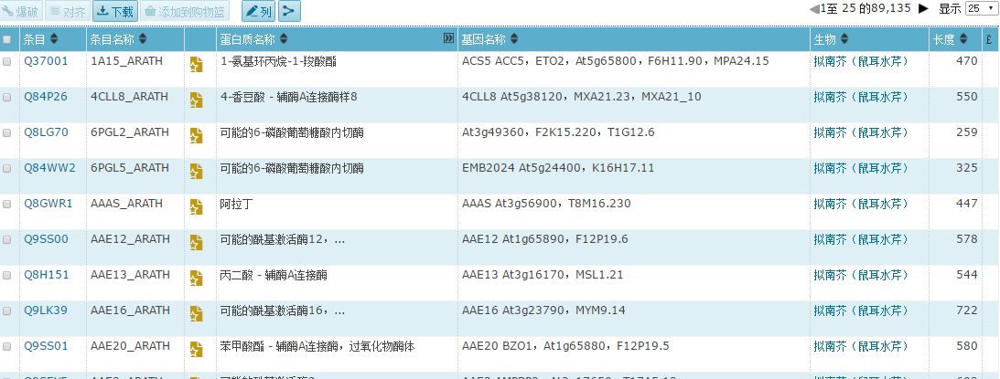 爆破 对齐 下载 添加到购物篮 列 1至 25 的89,135 显示 25
条目 条目名称 蛋白质名称 基因名称 生物 长度
Q37001 1A15_ARATH 1-氨基环丙烷-1-羧酸酯 ACS5 ACC5，ETO2，At5g65800，F6H11.90，MPA24.15 拟南芥（鼠耳水芹） 470
Q84P26 4CLL8_ARATH 4-香豆酸 - 辅酶A连接酶样8 4CLL8 At5g38120，MXA21.23，MXA21_10 拟南芥（鼠耳水芹） 550
Q8LG70 6PGL2_ARATH 可能的6-磷酸葡萄糖酸内切酶 At3g49360，F2K15.220，T1G12.6 拟南芥（鼠耳水芹） 259
Q84WW2 6PGL5_ARATH 可能的6-磷酸葡萄糖酸内切酶 EMB2024 At5g24400，K16H17.11 拟南芥（鼠耳水芹） 325
Q8GWR1 AAAS_ARATH 阿拉丁 AAAS At3g56900，T8M16.230 拟南芥（鼠耳水芹） 447
Q9SS00 AAE12_ARATH 可能的酰基激活酶12，... AAE12 At1g65890，F12P19.6 拟南芥（鼠耳水芹） 578
Q8H151 AAE13_ARATH 丙二酸 - 辅酶A连接酶 AAE13 At3g16170，MSL1.21 拟南芥（鼠耳水芹） 544
Q9LK39 AAE16_ARATH 可能的酰基激活酶16，... AAE16 At3g23790，MYM9.14 拟南芥（鼠耳水芹） 722
Q9SS01 AAE20_ARATH 苯甲酸酯 - 辅酶A连接酶，过氧化物酶体 AAE20 BZO1，At1g65880，F12P19.5 拟南芥（鼠耳水芹） 580